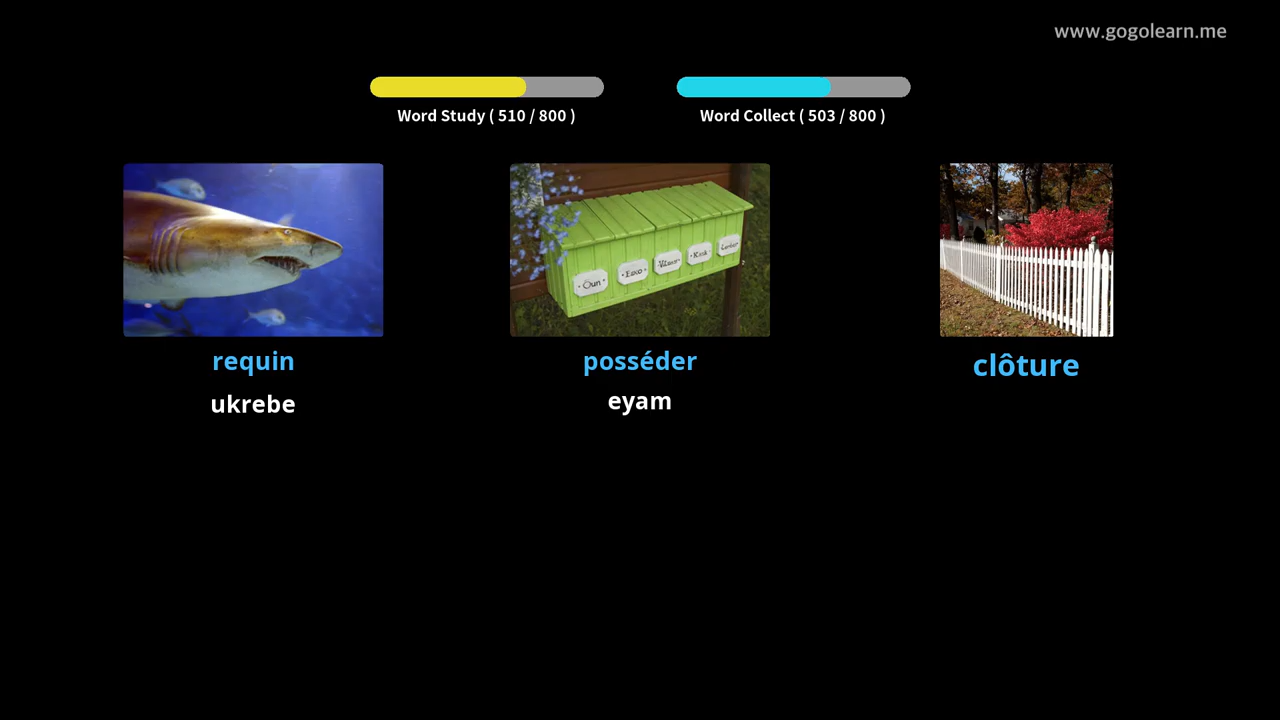 www.gogolearn.me
Word Study ( 510 / 800 )
Word Collect ( 503 / 800 )
requin
posséder
clôture
ukrebe
eyam